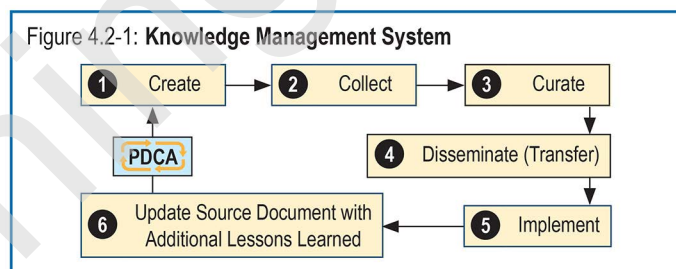 Figure 4.2-1: Knowledge Management System
1 Create
2 Collect
3 Curate
4 Disseminate (Transfer)
5 Implement
6 Update Source Document with
Additional Lessons Learned
PDCA